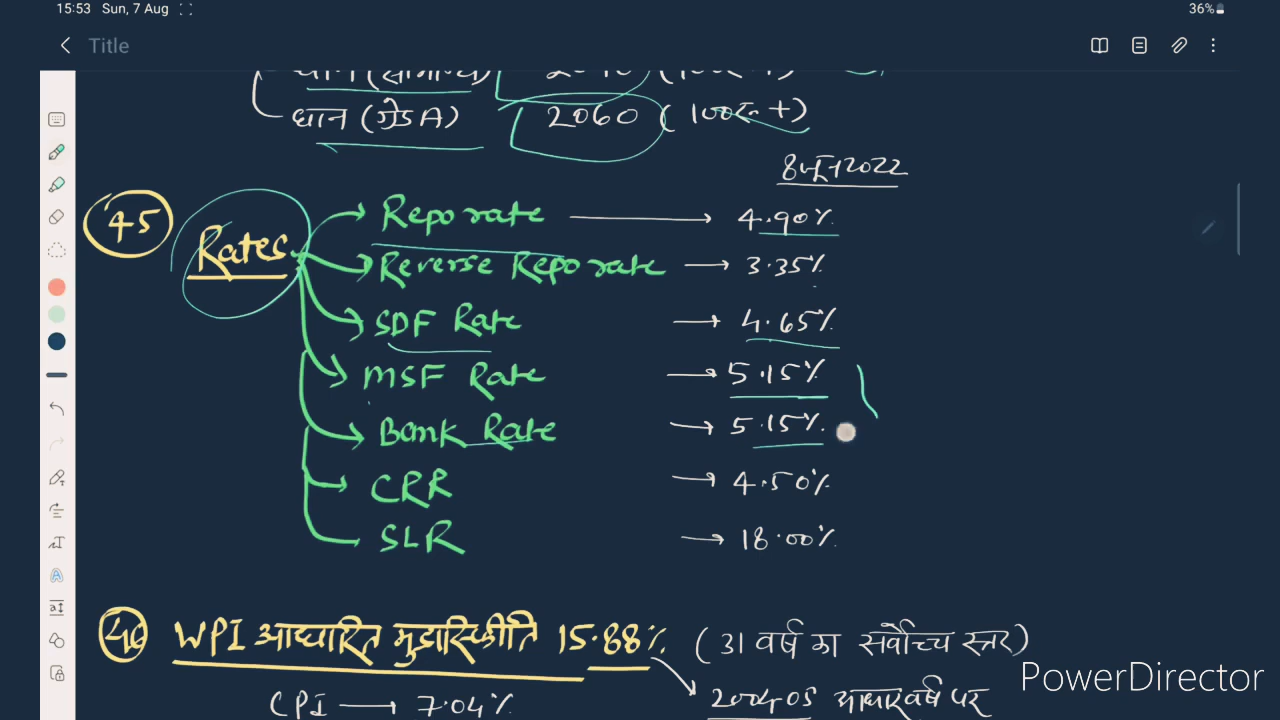 15:53 Sun, 7 Aug 36%
Title
धान (सामान्य) 2040 (100रु +)
धान (ग्रेड A) 2060 (100रु +)
8 जून 2022
45 Rates
Repo rate → 4.90%
Reverse Repo rate → 3.35%
SDF Rate → 4.65%
MSF Rate → 5.15%
Bank Rate → 5.15%
CRR → 4.50%
SLR → 18.00%
WPI आधारित मुद्रास्फीति 15.88% (31 वर्ष का सर्वोच्च स्तर)
CPI → 7.04% 2004-05 आधार वर्ष पर
PowerDirector